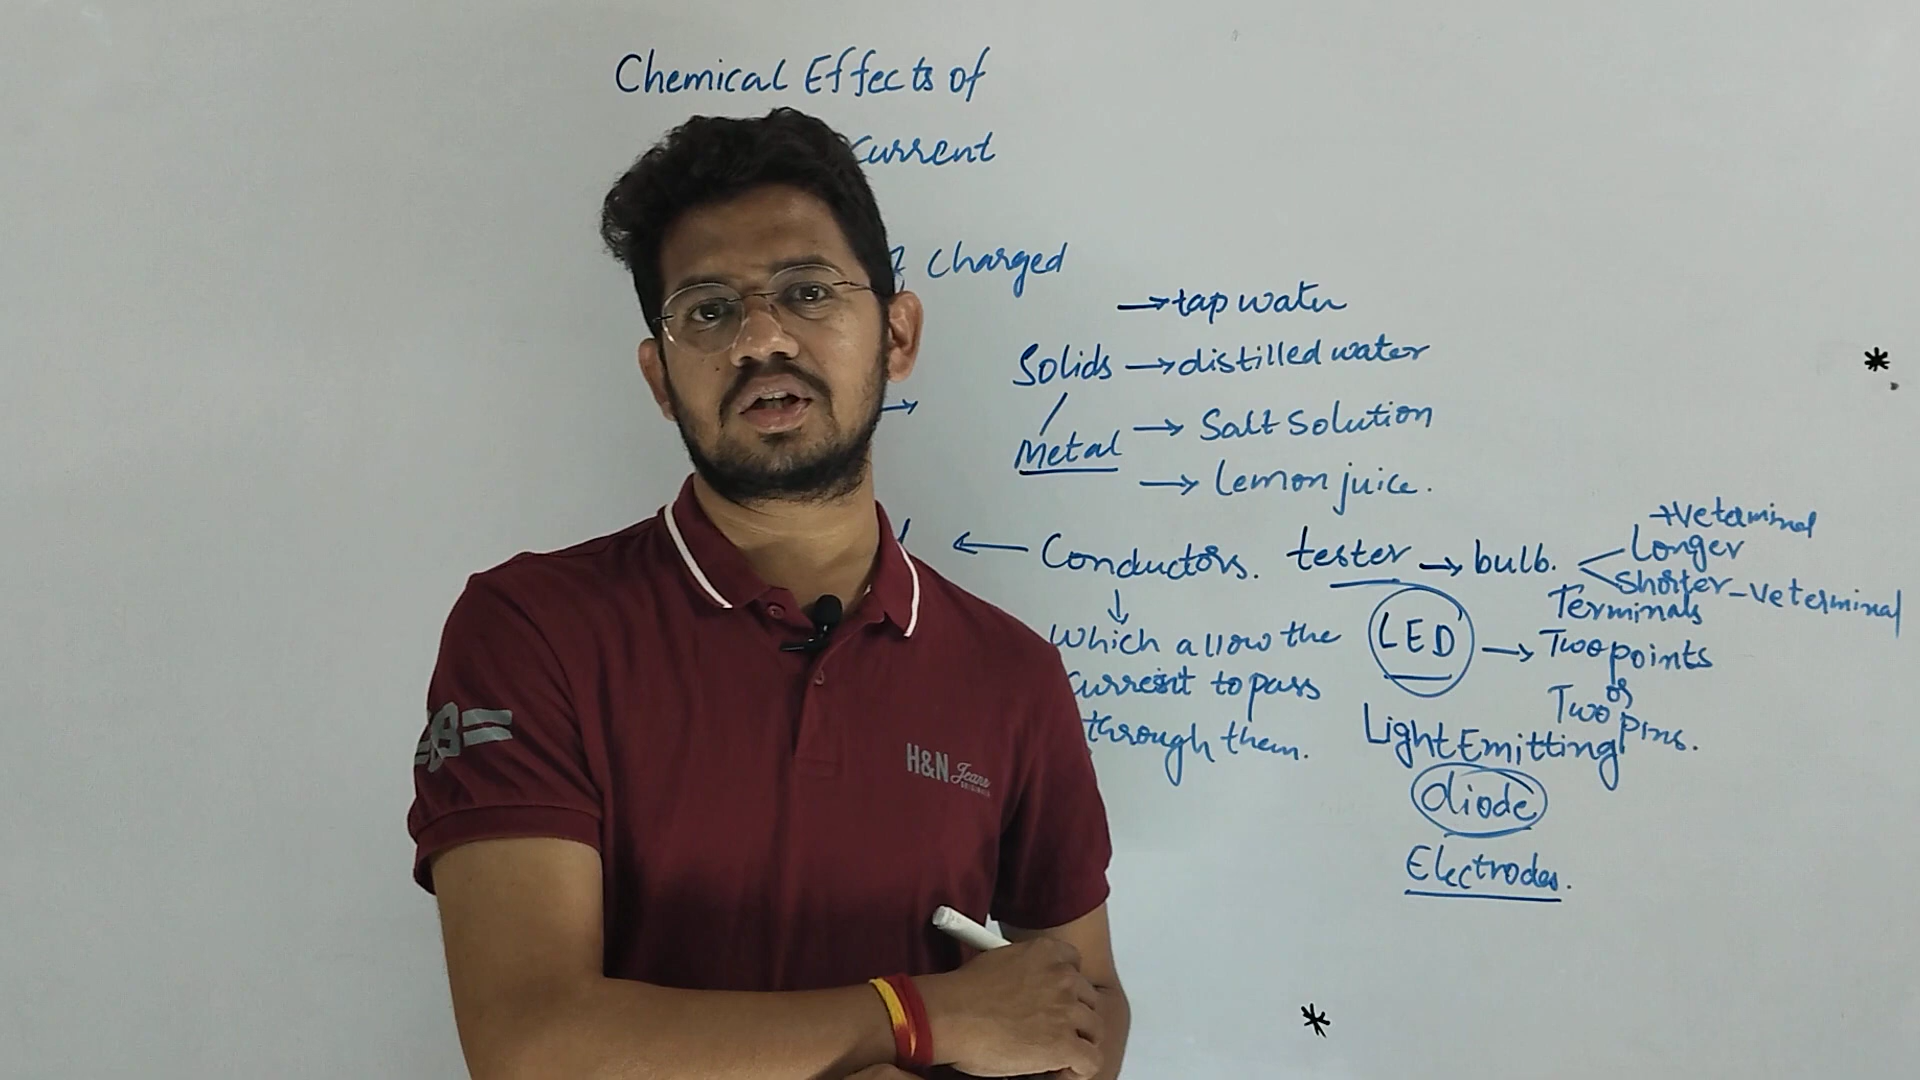 Chemical Effects of
current
charged
→ tap water
Solids → distilled water
Metal → Salt Solution
→ Lemon juice.
+ve terminal
← Conductors. tester → bulb. Longer
shorter - ve terminal
Terminals
Which allow the LED → Two points
current to pass or
Two pins.
through them. Light Emitting
diode
Electrodes.
H&N Jeans
ORIGINALS